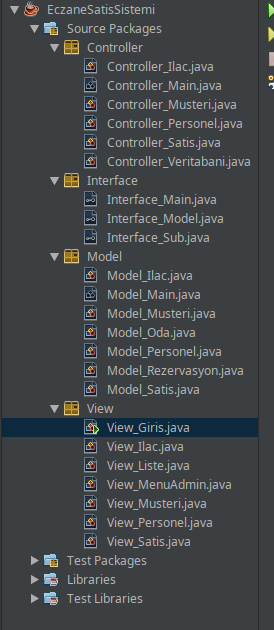 EczaneSatisSistemi
Source Packages
Controller
Controller_Ilac.java
Controller_Main.java
Controller_Musteri.java
Controller_Personel.java
Controller_Satis.java
Controller_Veritabani.java
Interface
Interface_Main.java
Interface_Model.java
Interface_Sub.java
Model
Model_Ilac.java
Model_Main.java
Model_Musteri.java
Model_Oda.java
Model_Personel.java
Model_Rezervasyon.java
Model_Satis.java
View
View_Giris.java
View_Ilac.java
View_Liste.java
View_MenuAdmin.java
View_Musteri.java
View_Personel.java
View_Satis.java
Test Packages
Libraries
Test Libraries